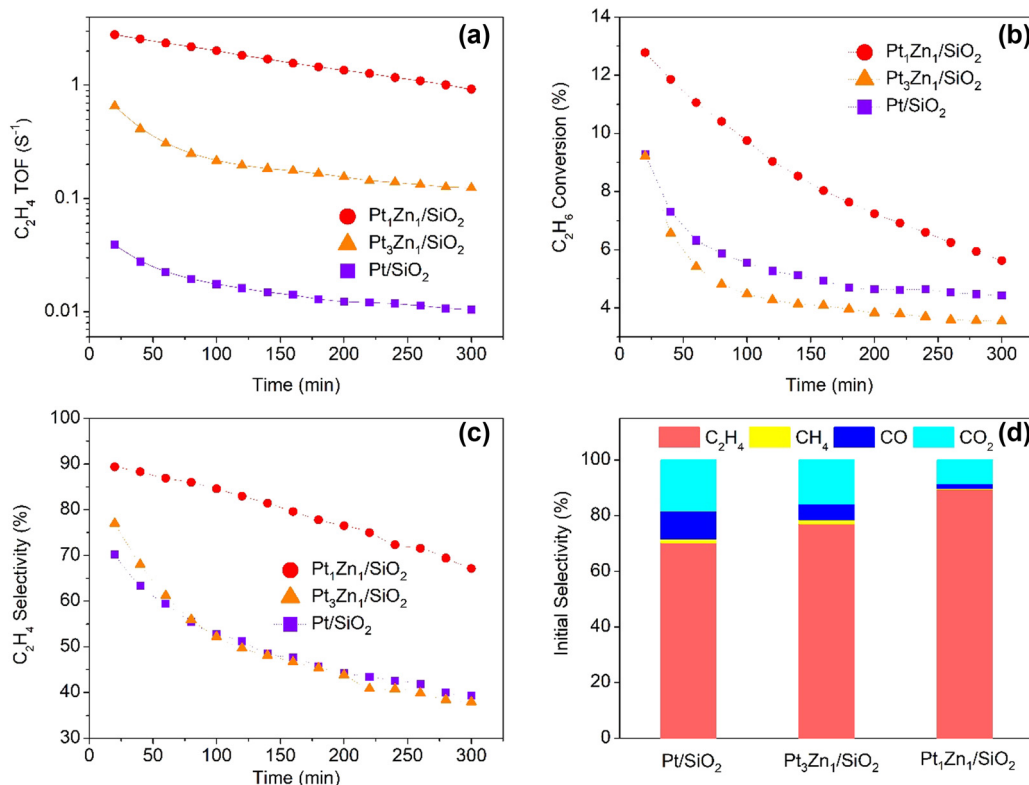 (a)
1
0.1
0.01
C₂H₄ TOF (S⁻¹)
Pt₁Zn₁/SiO₂
Pt₃Zn₁/SiO₂
Pt/SiO₂
0 50 100 150 200 250 300
Time (min)
(b)
14
12
10
8
6
4
C₂H₆ Conversion (%)
Pt₁Zn₁/SiO₂
Pt₃Zn₁/SiO₂
Pt/SiO₂
0 50 100 150 200 250 300
Time (min)
(c)
100
90
80
70
60
50
40
30
C₂H₄ Selectivity (%)
Pt₁Zn₁/SiO₂
Pt₃Zn₁/SiO₂
Pt/SiO₂
0 50 100 150 200 250 300
Time (min)
(d)
C₂H₄ CH₄ CO CO₂
100
80
60
40
20
0
Initial Selectivity (%)
Pt/SiO₂ Pt₃Zn₁/SiO₂ Pt₁Zn₁/SiO₂